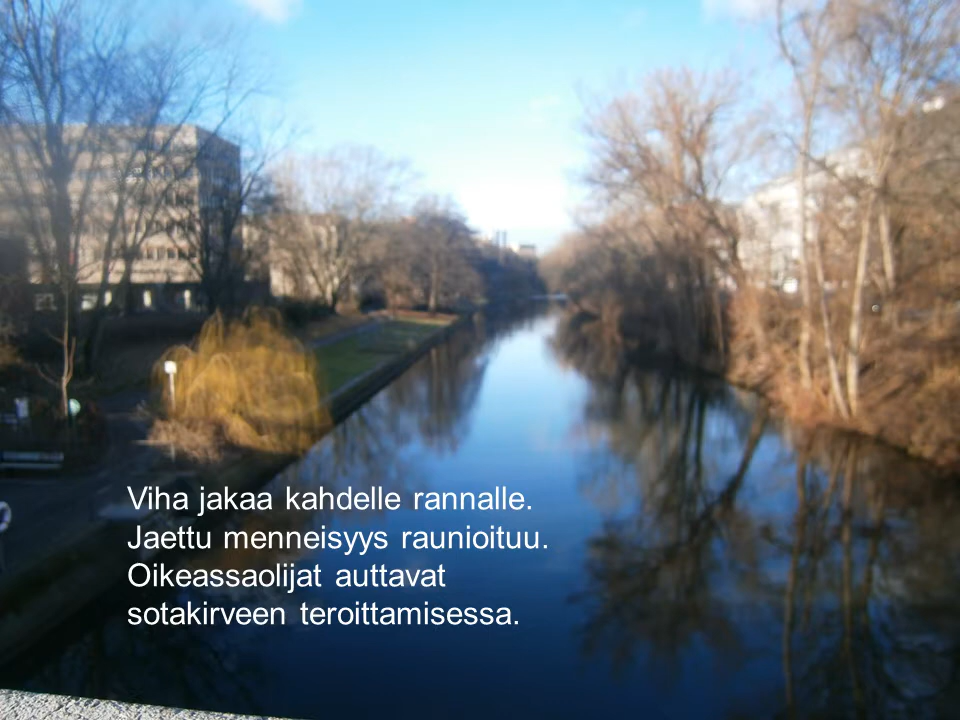 Viha jakaa kahdelle rannalle.
Jaettu menneisyys raunioituu.
Oikeassaolijat auttavat
sotakirveen teroittamisessa.